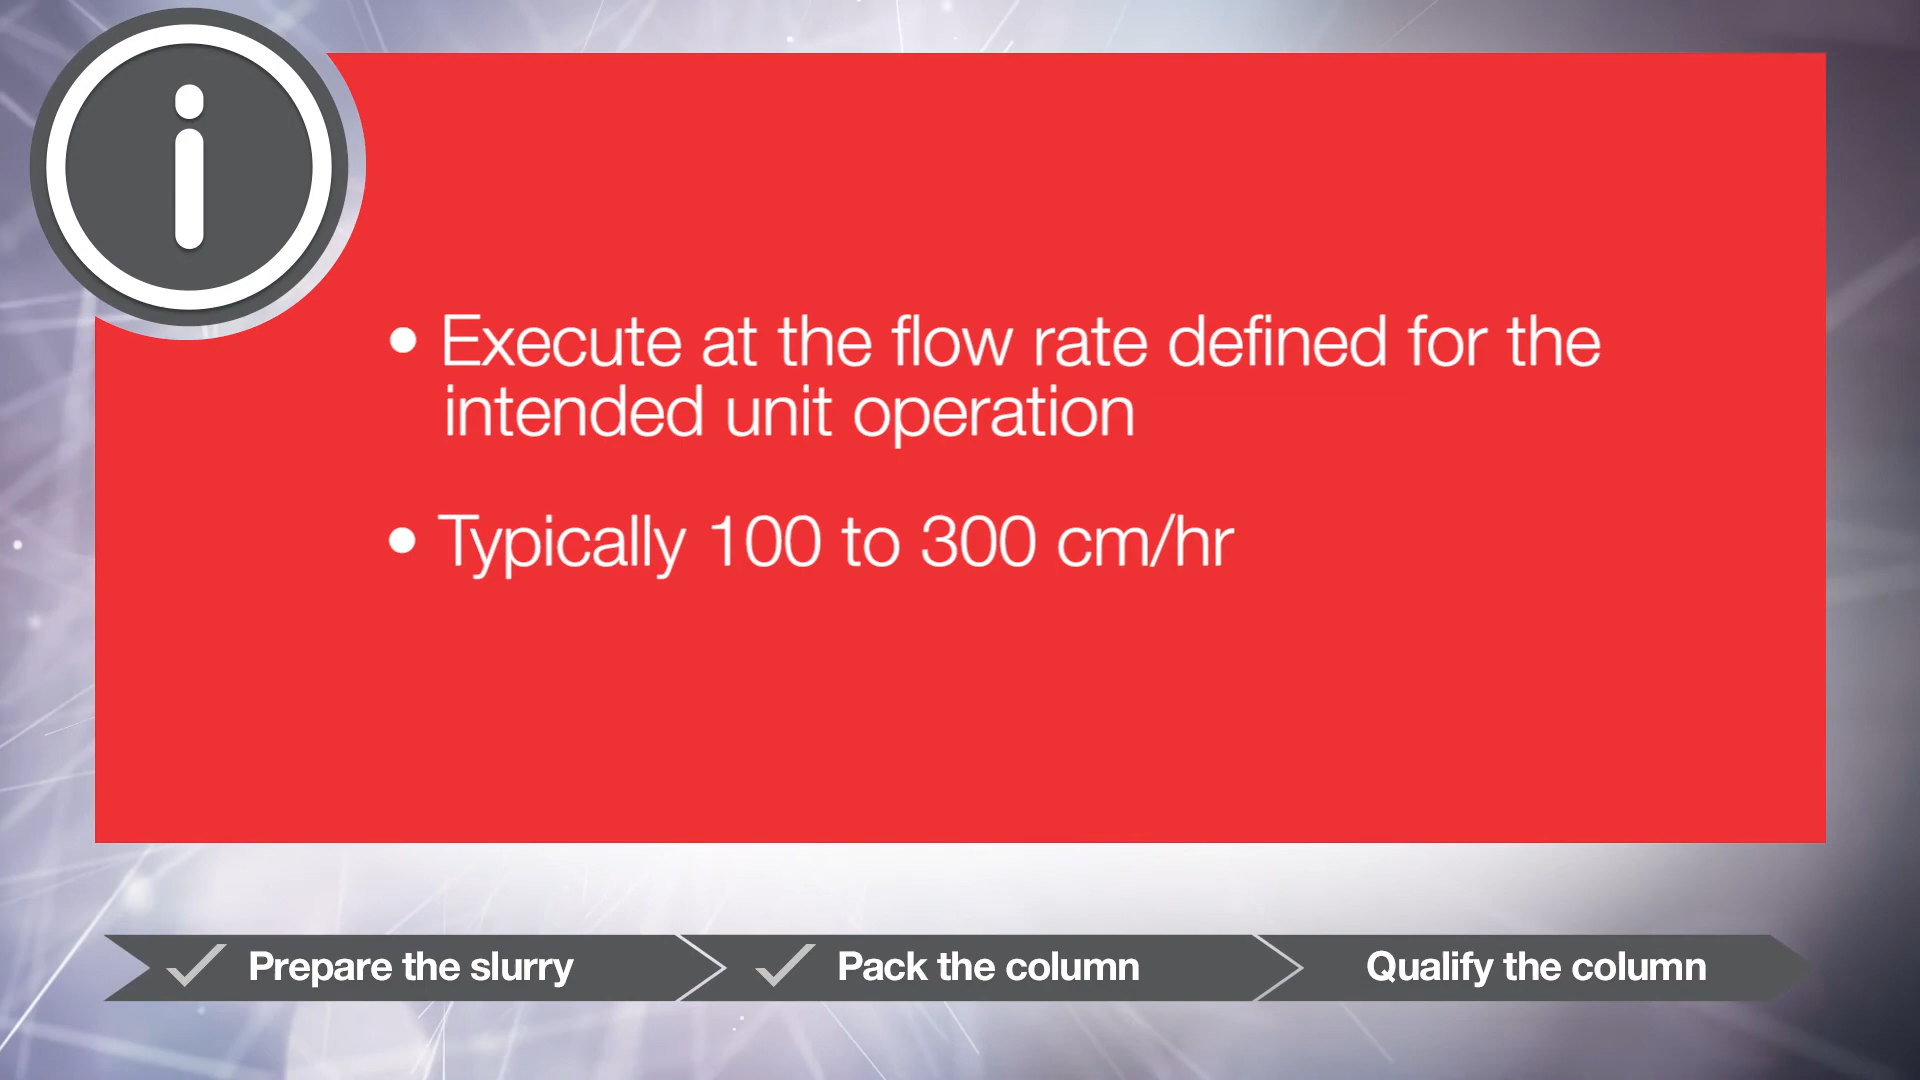 • Execute at the flow rate defined for the
intended unit operation
• Typically 100 to 300 cm/hr
Prepare the slurry
Pack the column
Qualify the column